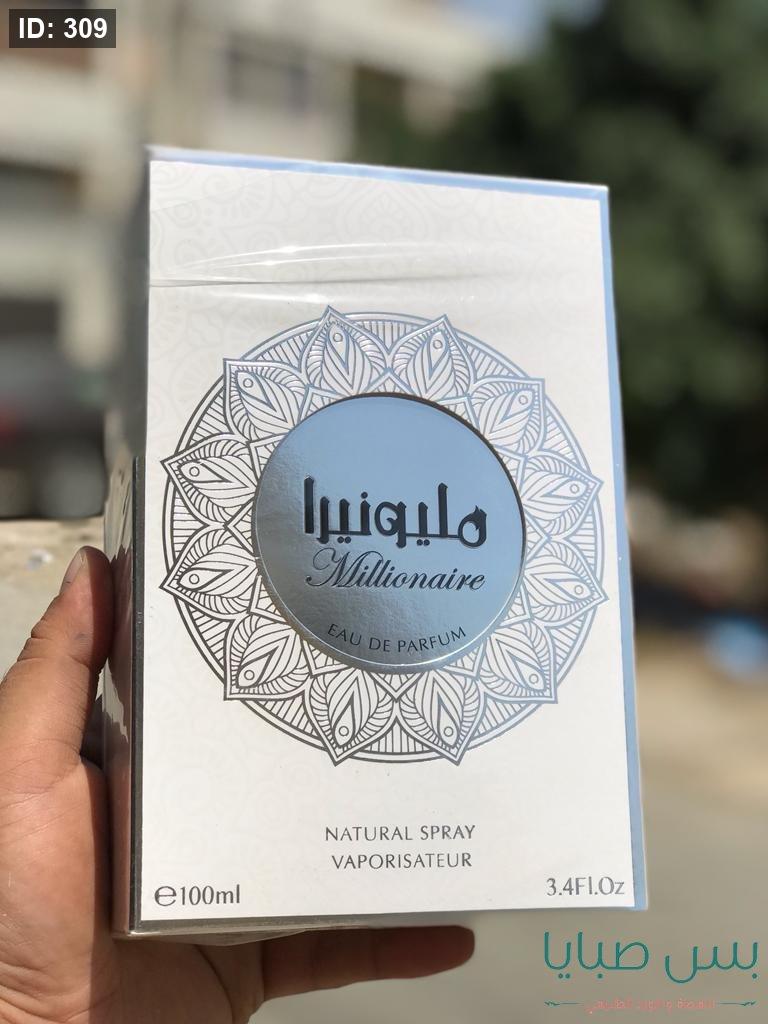 ID: 309
مليونيرا
Millionaire
EAU DE PARFUM
NATURAL SPRAY
VAPORISATEUR
℮100ml
3.4Fl.Oz
بس صبايا